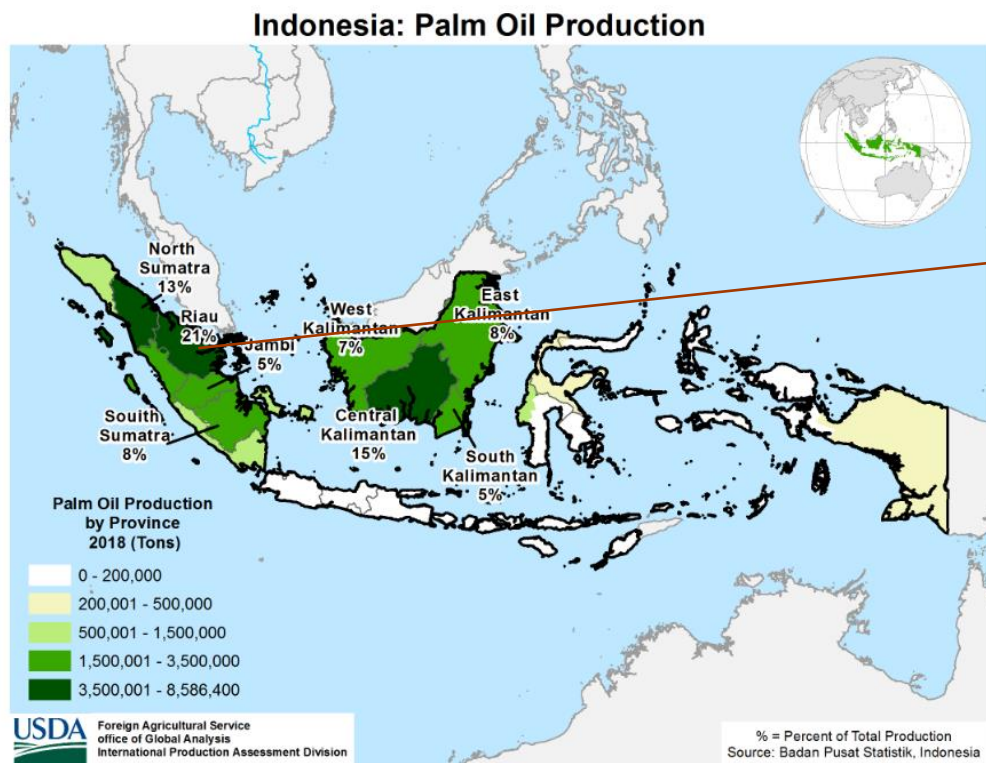 Indonesia: Palm Oil Production
North
Sumatra
13%
Riau
21%
Jambi
5%
West
Kalimantan
7%
East
Kalimantan
8%
South
Sumatra
8%
Central
Kalimantan
15%
South
Kalimantan
5%
Palm Oil Production
by Province
2018 (Tons)
0 - 200,000
200,001 - 500,000
500,001 - 1,500,000
1,500,001 - 3,500,000
3,500,001 - 8,586,400
USDA
Foreign Agricultural Service
office of Global Analysis
International Production Assessment Division
% = Percent of Total Production
Source: Badan Pusat Statistik, Indonesia